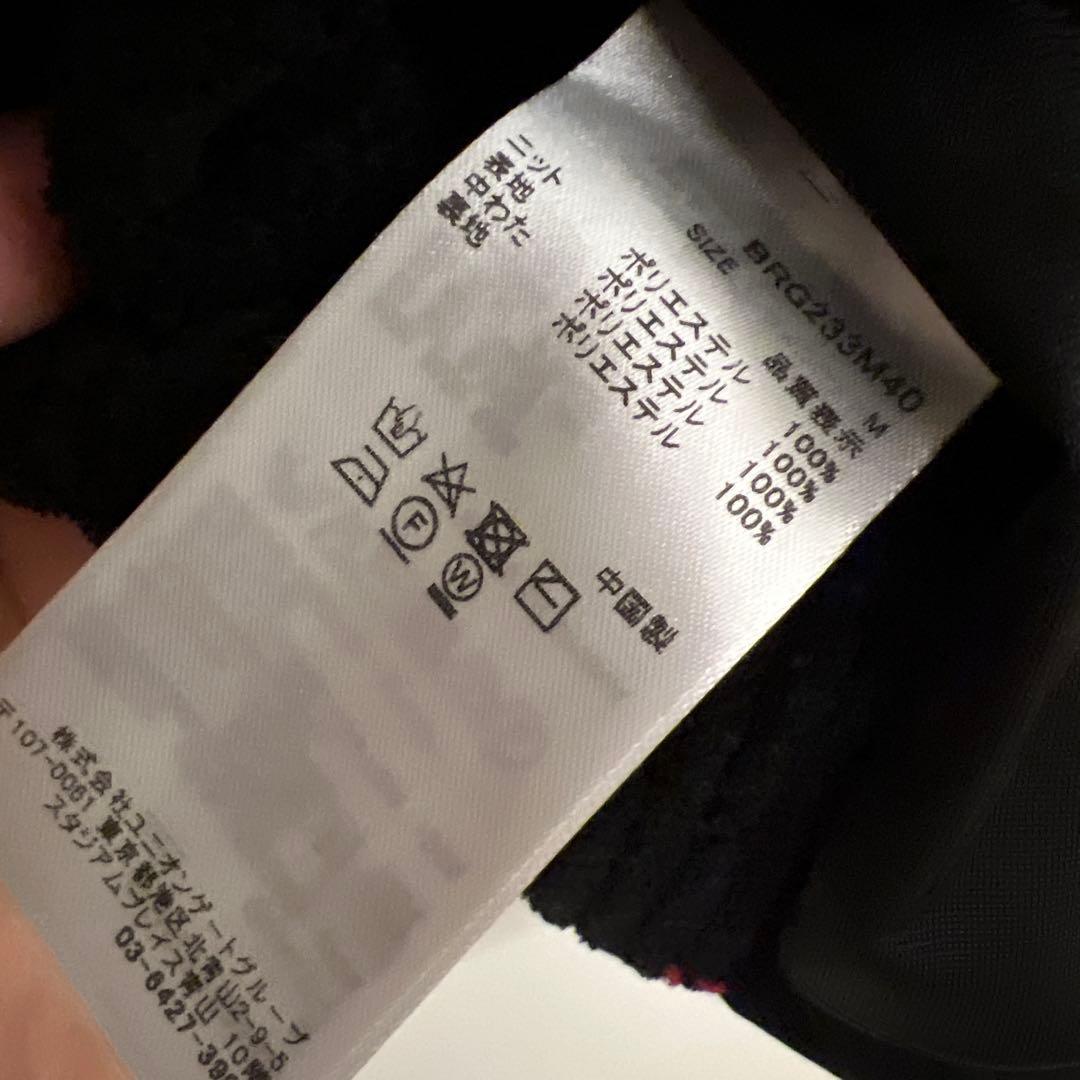 BRG233M40
SIZE M
品質表示
ニット ポリエステル 100%
表地 ポリエステル 100%
中わた ポリエステル 100%
裏地 ポリエステル 100%
F
W
中国製
株式会社ユニオンゲートグループ
〒107-0061 東京都港区北青山2-9-5
スタジアムプレイス青山 10階
03-6427-39